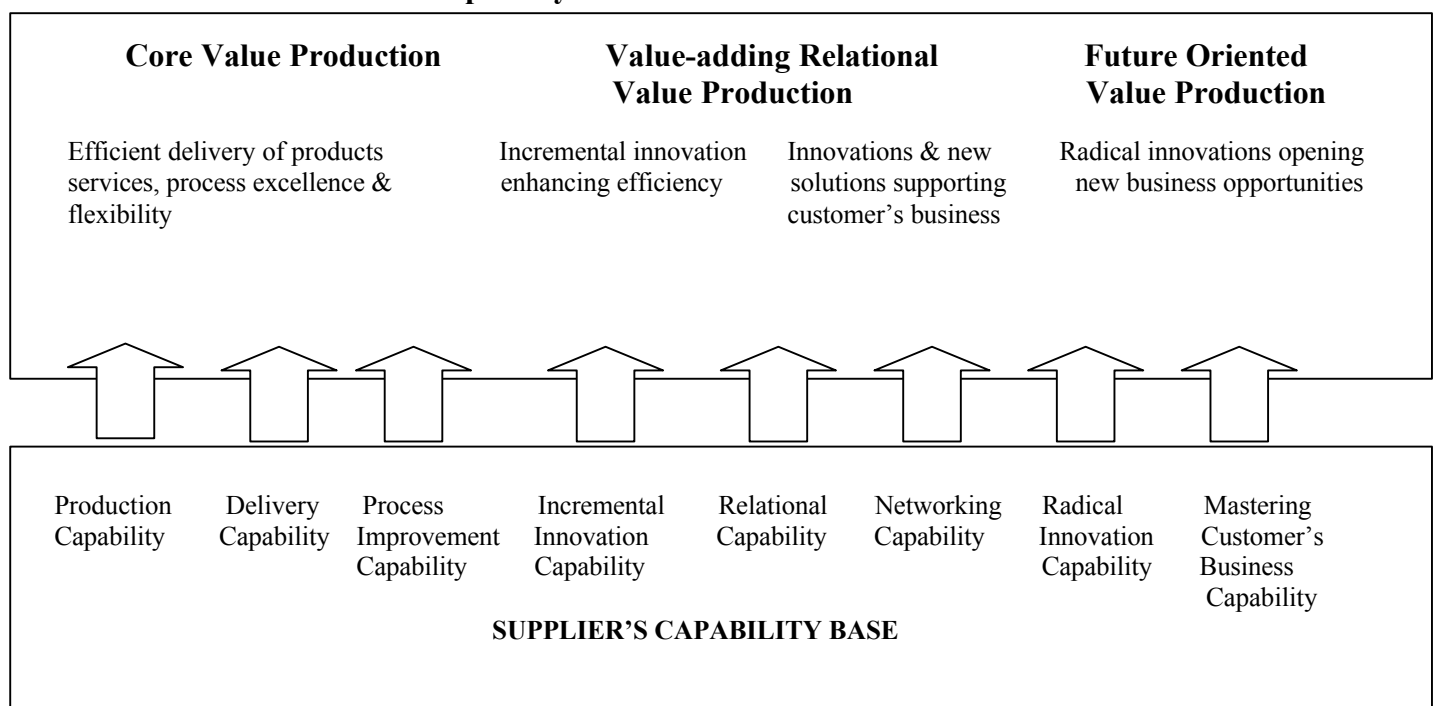 Core Value Production
Value-adding Relational
Value Production
Future Oriented
Value Production
Efficient delivery of products
services, process excellence &
flexibility
Incremental innovation
enhancing efficiency
Innovations & new
solutions supporting
customer's business
Radical innovations opening
new business opportunities
Production
Capability
Delivery
Capability
Process
Improvement
Capability
Incremental
Innovation
Capability
Relational
Capability
Networking
Capability
Radical
Innovation
Capability
Mastering
Customer's
Business
Capability
SUPPLIER'S CAPABILITY BASE